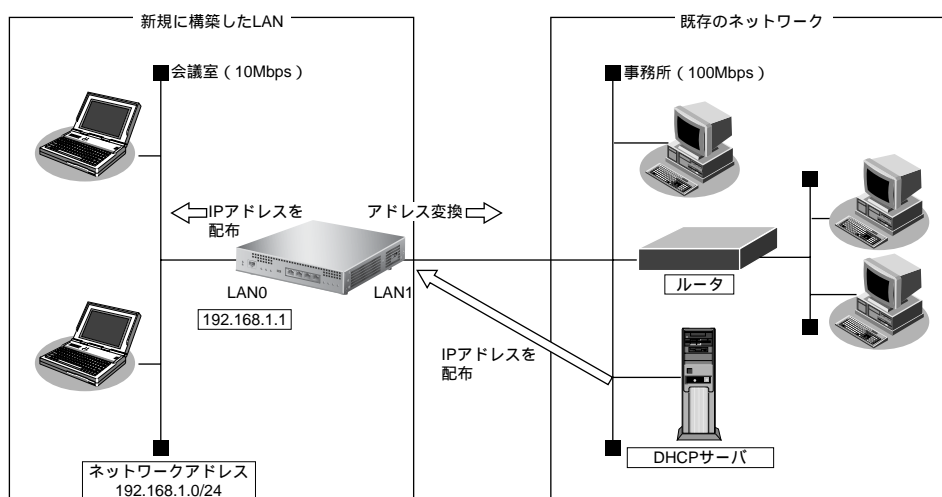 新規に構築したLAN
既存のネットワーク
会議室（10Mbps）
事務所（100Mbps）
IPアドレスを
配布
アドレス変換
LAN0
LAN1
192.168.1.1
ルータ
IPアドレスを
配布
DHCPサーバ
ネットワークアドレス
192.168.1.0/24